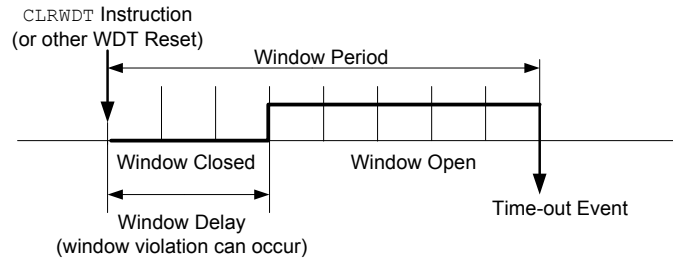 CLRWDT Instruction
(or other WDT Reset)
Window Period
Window Closed
Window Open
Window Delay
(window violation can occur)
Time-out Event